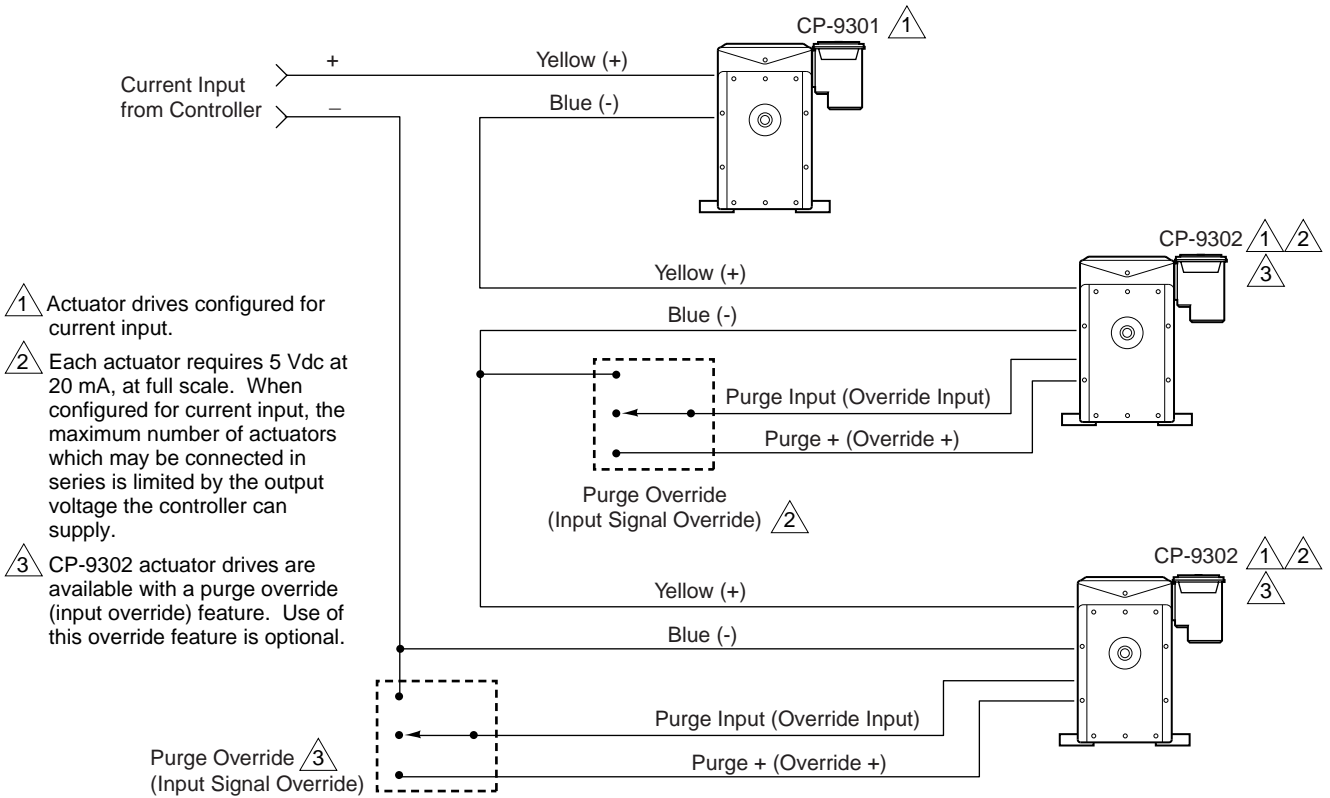 CP-9301 1
+
Yellow (+)
Current Input
from Controller
–
Blue (-)
CP-9302 1 2
3
Yellow (+)
Blue (-)
1 Actuator drives configured for
current input.
2 Each actuator requires 5 Vdc at
20 mA, at full scale. When
configured for current input, the
maximum number of actuators
which may be connected in
series is limited by the output
voltage the controller can
supply.
3 CP-9302 actuator drives are
available with a purge override
(input override) feature. Use of
this override feature is optional.
Purge Input (Override Input)
Purge + (Override +)
Purge Override
(Input Signal Override) 2
CP-9302 1 2
3
Yellow (+)
Blue (-)
Purge Input (Override Input)
Purge + (Override +)
Purge Override 3
(Input Signal Override)